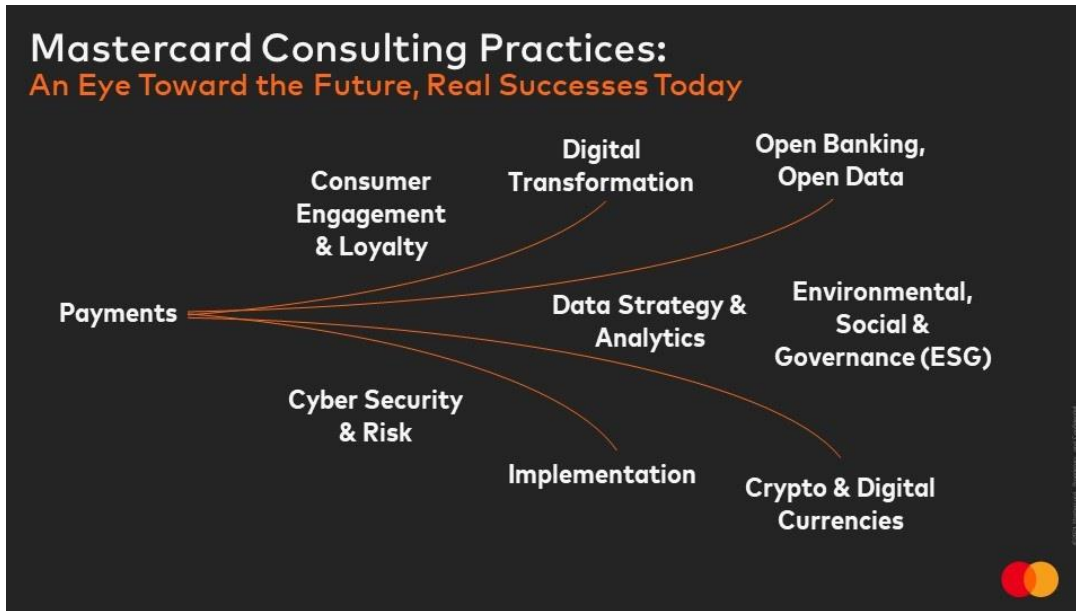 Mastercard Consulting Practices:
An Eye Toward the Future, Real Successes Today
Consumer
Engagement
& Loyalty
Digital
Transformation
Open Banking,
Open Data
Payments
Data Strategy &
Analytics
Environmental,
Social &
Governance (ESG)
Cyber Security
& Risk
Implementation
Crypto & Digital
Currencies